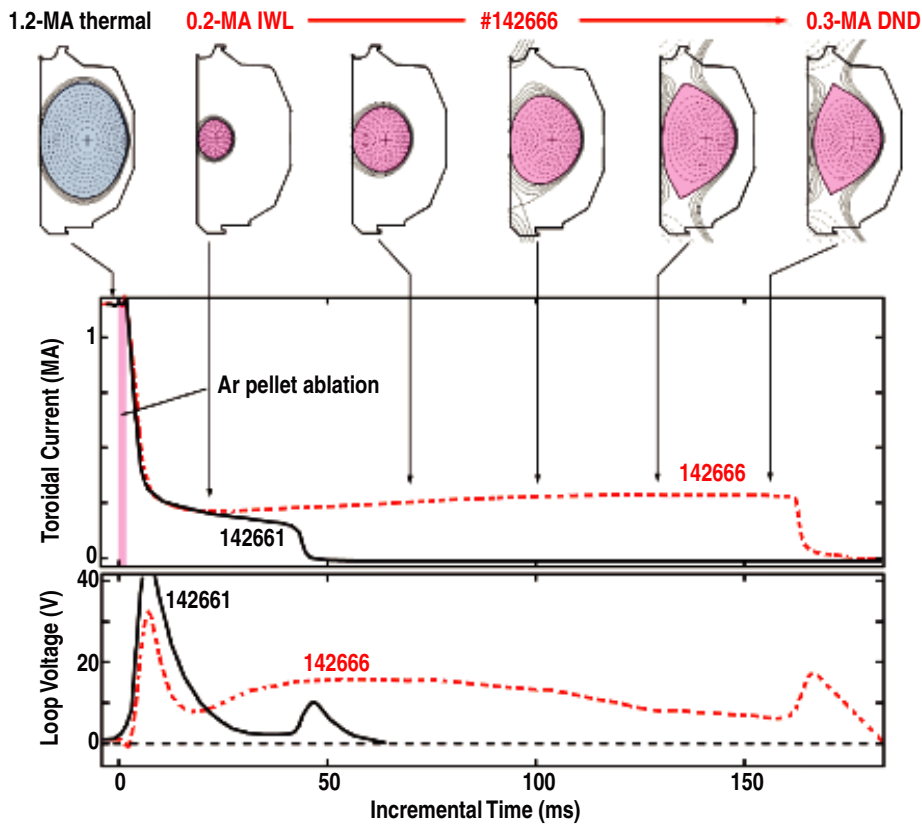 1.2-MA thermal 0.2-MA IWL #142666 0.3-MA DND
1
Toroidal Current (MA)
Ar pellet ablation
142666
142661
0
40
142661
Loop Voltage (V)
20
142666
0
0 50 100 150
Incremental Time (ms)